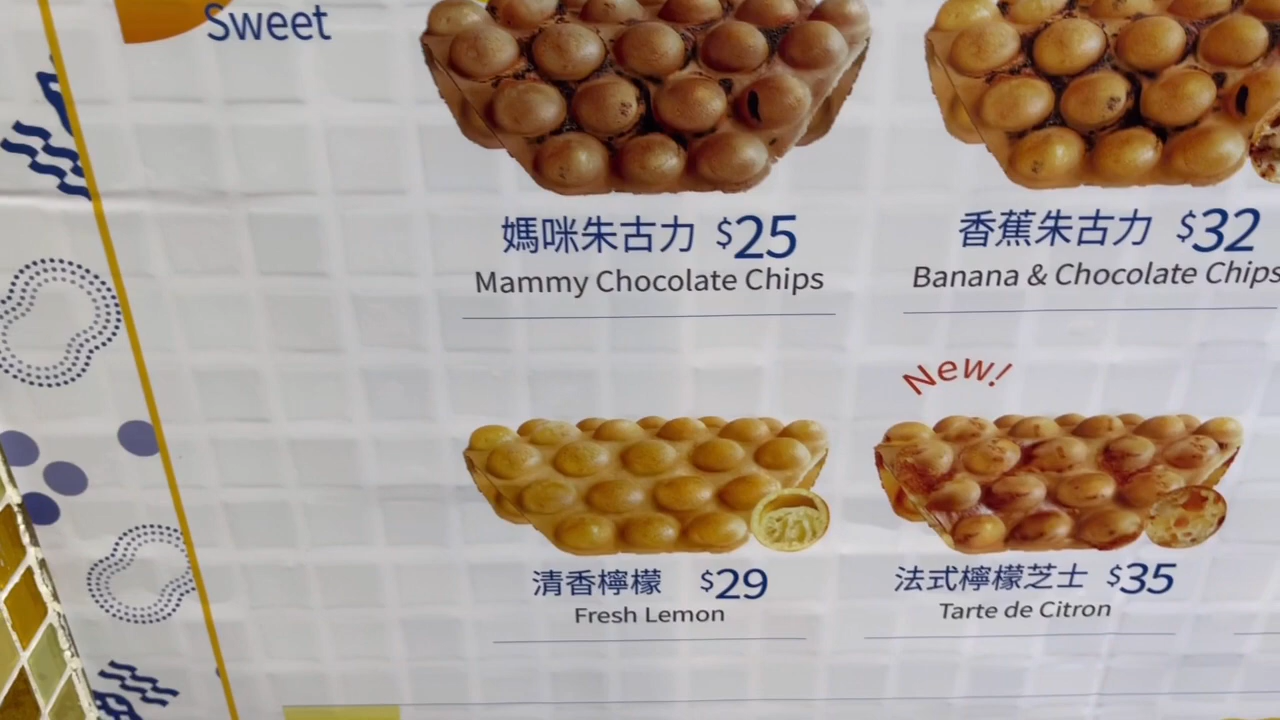 Sweet
媽咪朱古力 $25
Mammy Chocolate Chips
香蕉朱古力 $32
Banana & Chocolate Chips
清香檸檬 $29
Fresh Lemon
New!
法式檸檬芝士 $35
Tarte de Citron